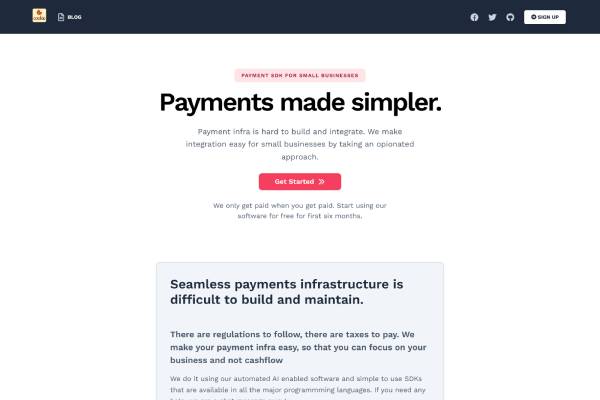 BLOG
SIGN UP
PAYMENT SDK FOR SMALL BUSINESSES
Payments made simpler.
Payment infra is hard to build and integrate. We make
integration easy for small businesses by taking an opionated
approach.
Get Started
We only get paid when you get paid. Start using our
software for free for first six months.
Seamless payments infrastructure is
difficult to build and maintain.
There are regulations to follow, there are taxes to pay. We
make your payment infra easy, so that you can focus on your
business and not cashflow
We do it using our automated AI enabled software and simple to use SDKs
that are available in all the major programmming languages. If you need any